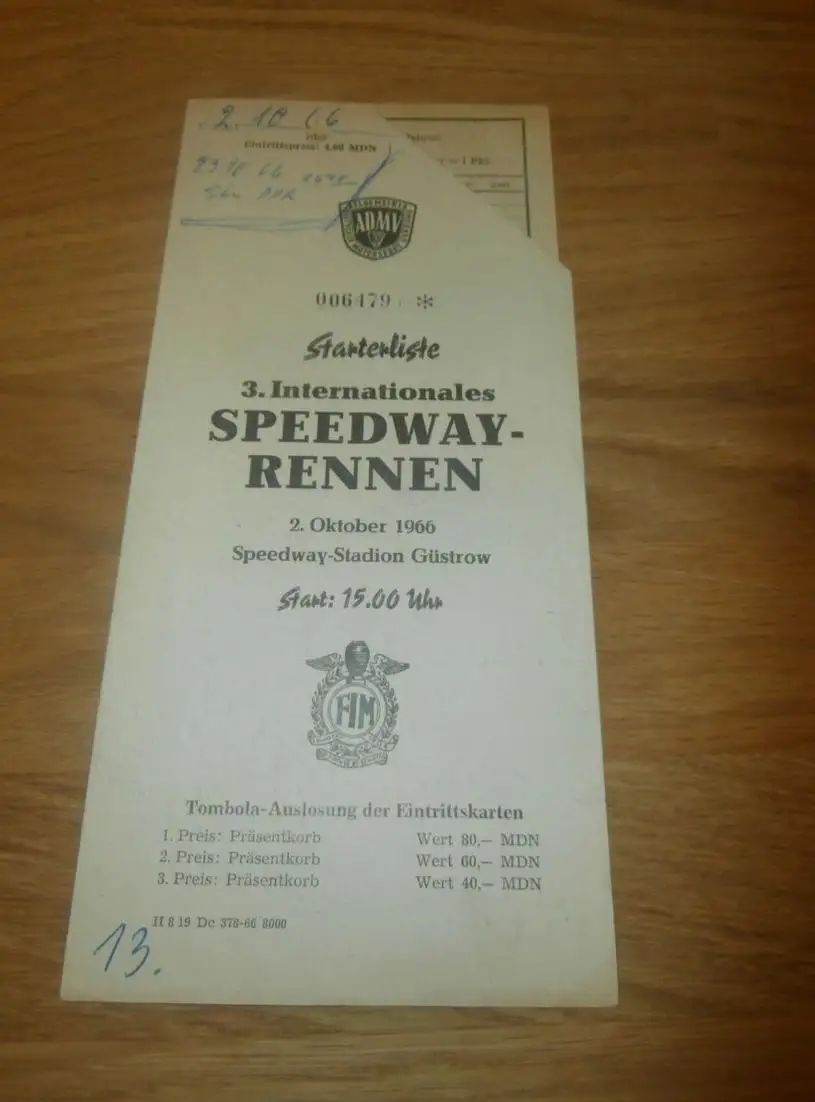 2. 10 66
Eintrittspreis: 4,00 MDN
ADMV
006479 *
Starterliste
3. Internationales
SPEEDWAY-
RENNEN
2. Oktober 1966
Speedway-Stadion Güstrow
Start: 15.00 Uhr
FIM
Tombola-Auslosung der Eintrittskarten
1. Preis: Präsentkorb Wert 80,— MDN
2. Preis: Präsentkorb Wert 60,— MDN
3. Preis: Präsentkorb Wert 40,— MDN
II 8 19 De 378-66 8000
13.